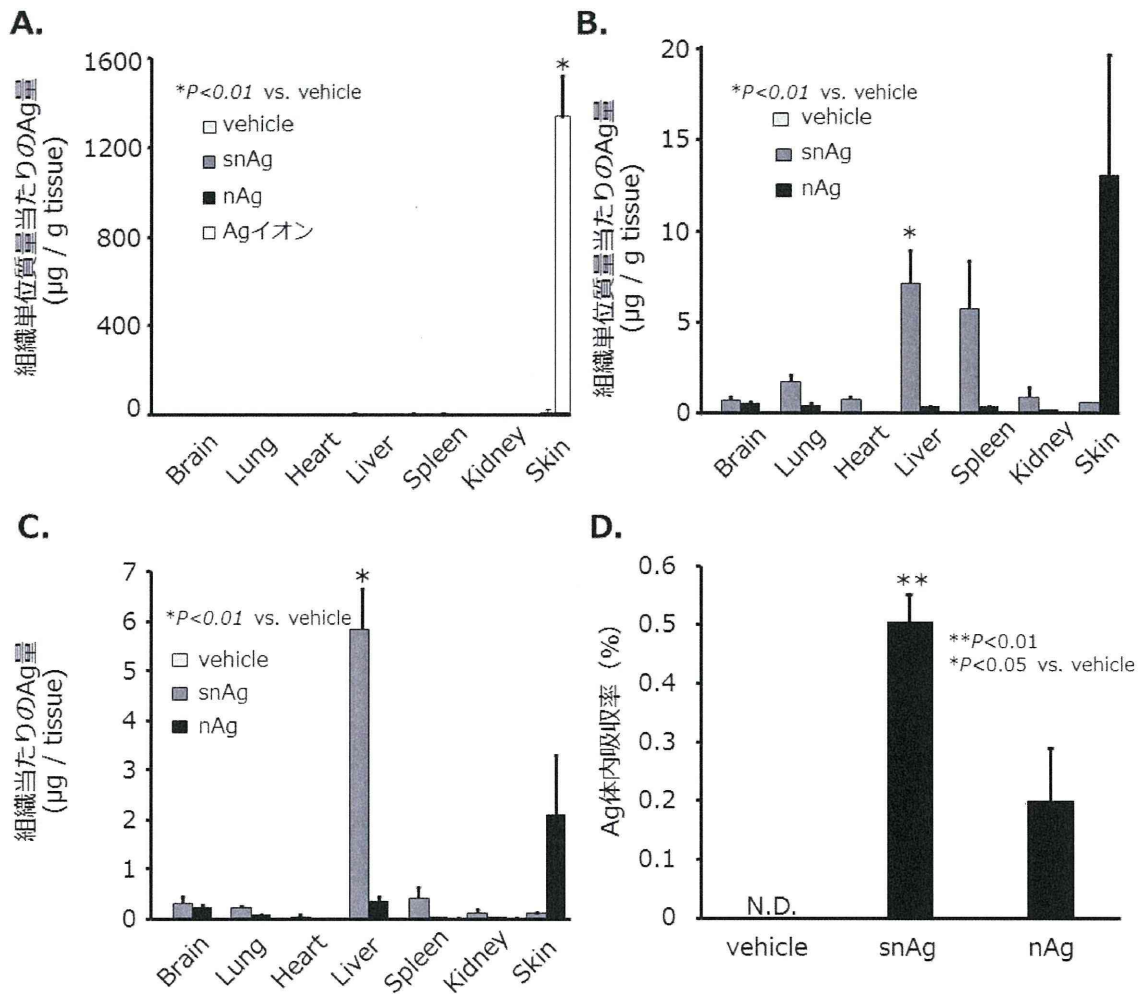 A.
組織単位質量当たりのAg量
(μg / g tissue)
1600
1200
800
400
0
*P<0.01 vs. vehicle
vehicle
snAg
nAg
Agイオン
*
Brain
Lung
Heart
Liver
Spleen
Kidney
Skin
B.
組織単位質量当たりのAg量
(μg / g tissue)
20
15
10
5
0
*P<0.01 vs. vehicle
vehicle
snAg
nAg
*
Brain
Lung
Heart
Liver
Spleen
Kidney
Skin
C.
組織当たりのAg量
(μg / tissue)
7
6
5
4
3
2
1
0
*P<0.01 vs. vehicle
vehicle
snAg
nAg
*
Brain
Lung
Heart
Liver
Spleen
Kidney
Skin
D.
Ag体内吸収率 (%)
0.6
0.5
0.4
0.3
0.2
0.1
0
**
**P<0.01
*P<0.05 vs. vehicle
N.D.
vehicle
snAg
nAg